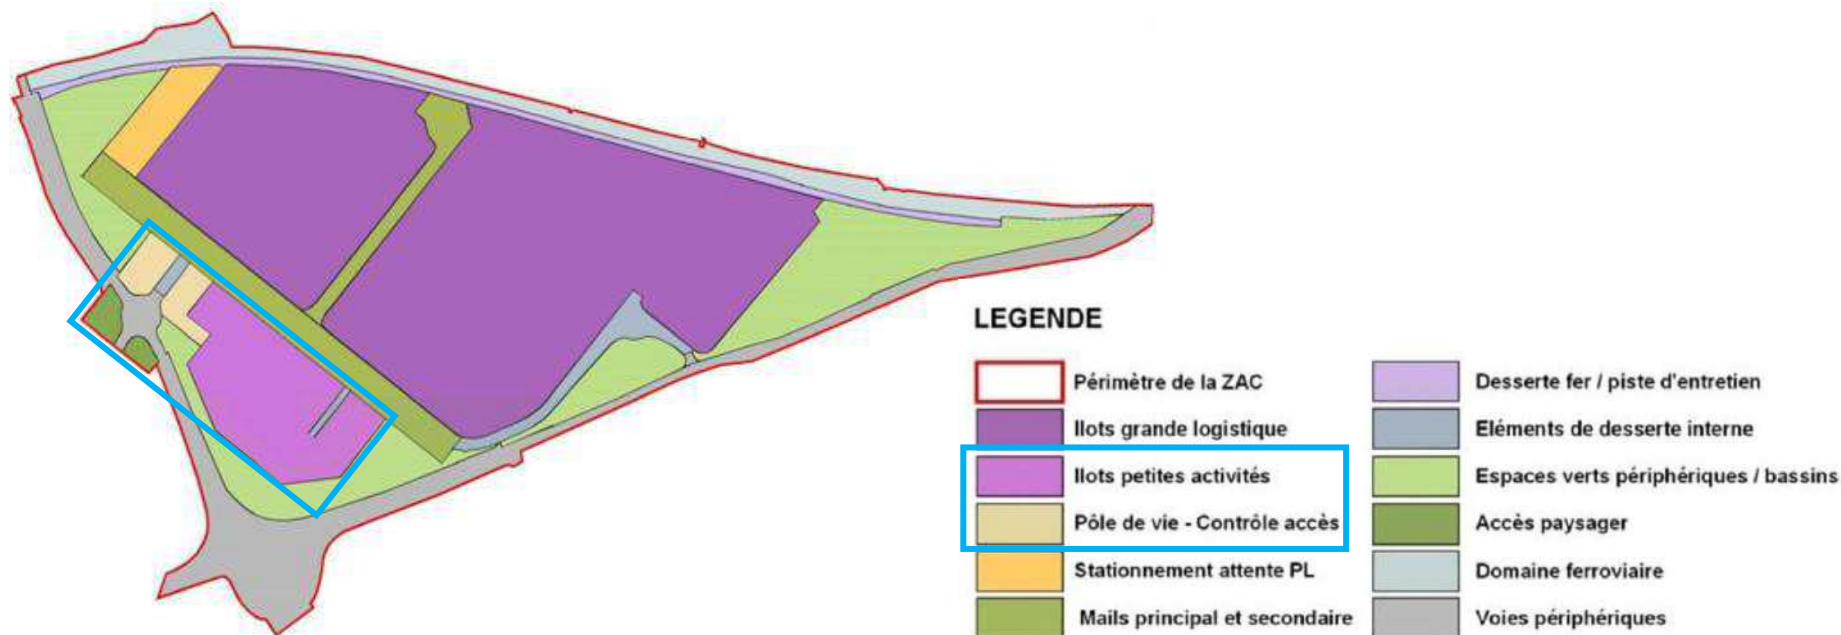 LEGENDE
Périmètre de la ZAC
Ilots grande logistique
Ilots petites activités
Pôle de vie - Contrôle accès
Stationnement attente PL
Mails principal et secondaire
Desserte fer / piste d'entretien
Eléments de desserte interne
Espaces verts périphériques / bassins
Accès paysager
Domaine ferroviaire
Voies périphériques